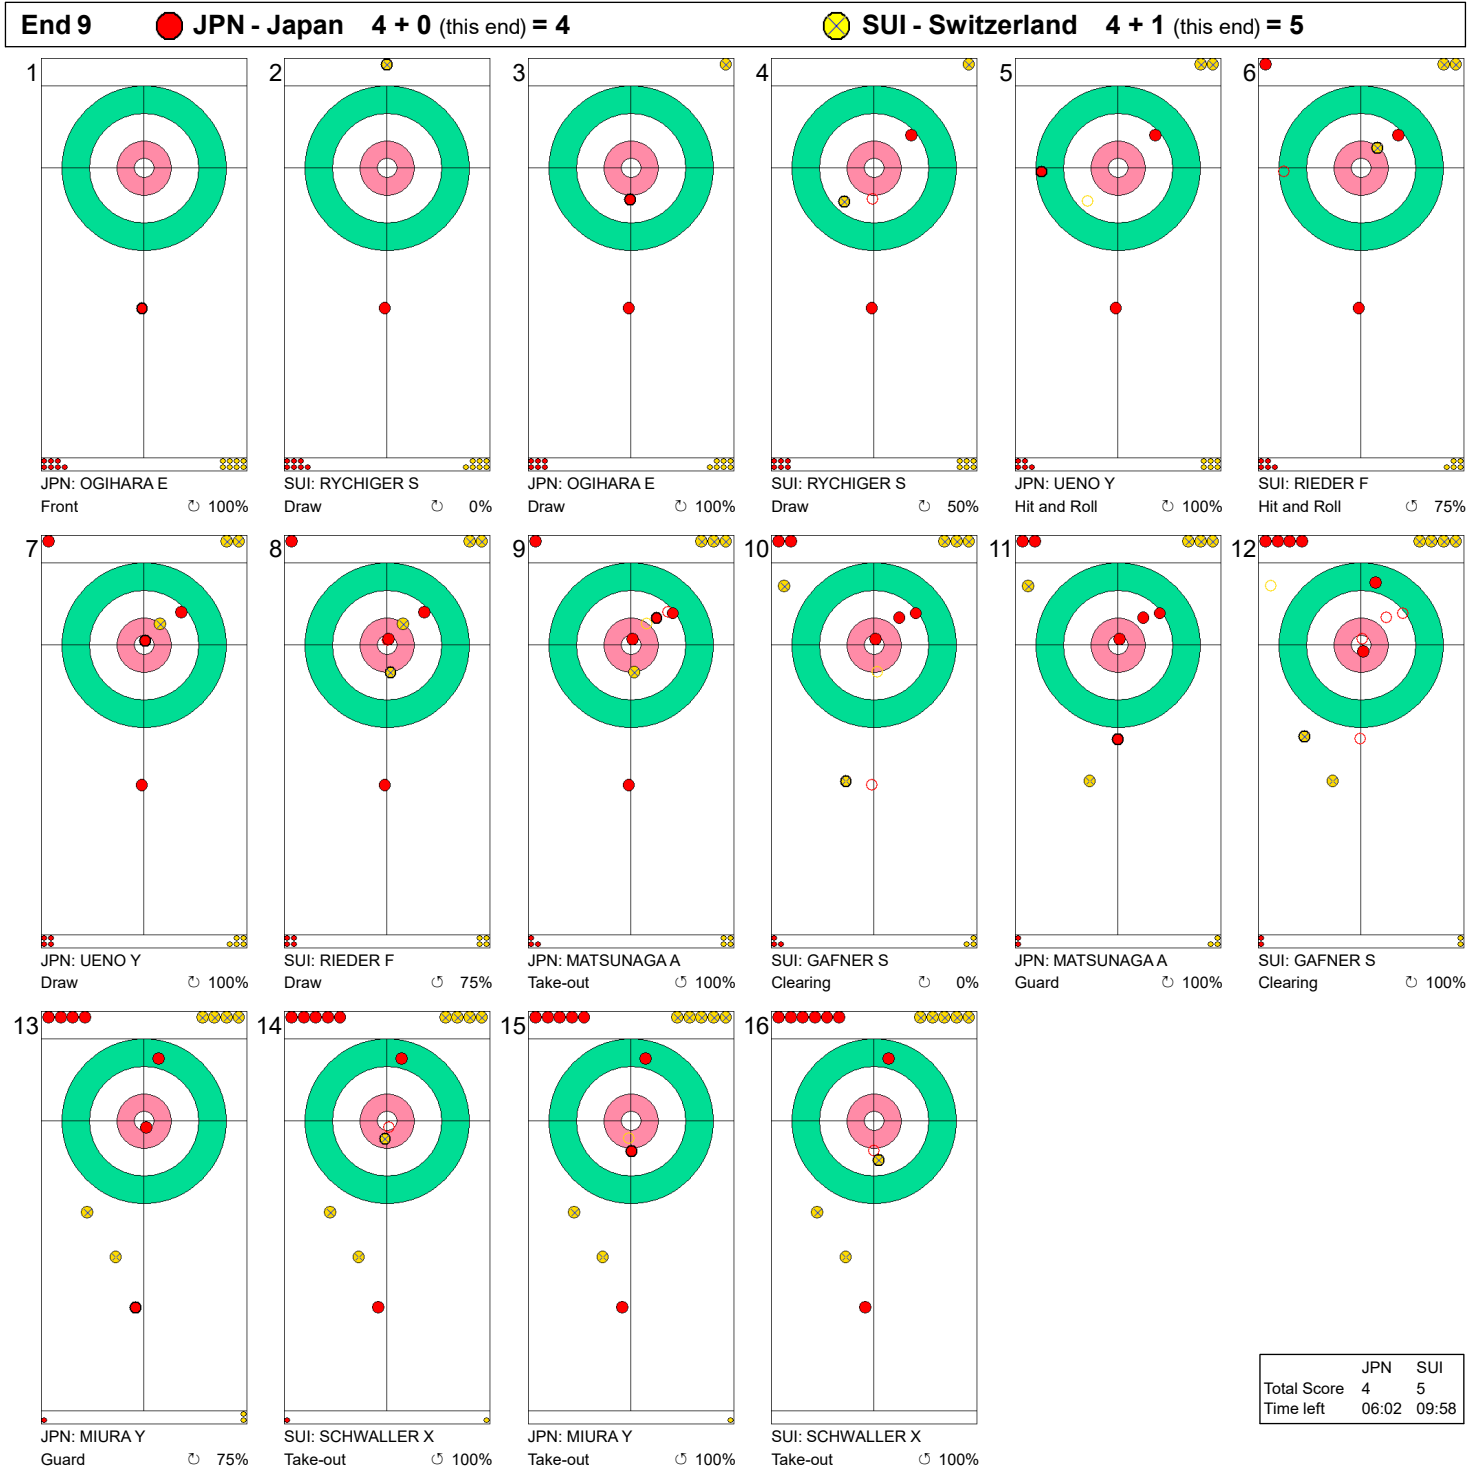 End 9 JPN - Japan 4 + 0 (this end) = 4 SUI - Switzerland 4 + 1 (this end) = 5
1 2 3 4 5 6
JPN: OGIHARA E SUI: RYCHIGER S JPN: OGIHARA E SUI: RYCHIGER S JPN: UENO Y SUI: RIEDER F
Front ↻ 100% Draw ↻ 0% Draw ↺ 100% Draw ↻ 50% Hit and Roll ↻ 100% Hit and Roll ↺ 75%
7 8 9 10 11 12
JPN: UENO Y SUI: RIEDER F JPN: MATSUNAGA A SUI: GAFNER S JPN: MATSUNAGA A SUI: GAFNER S
Draw ↻ 100% Draw ↺ 75% Take-out ↺ 100% Clearing ↻ 0% Guard ↻ 100% Clearing ↻ 100%
13 14 15 16
JPN: MIURA Y SUI: SCHWALLER X JPN: MIURA Y SUI: SCHWALLER X
Guard ↻ 75% Take-out ↺ 100% Take-out ↺ 100% Take-out ↺ 100%
JPN SUI
Total Score 4 5
Time left 06:02 09:58